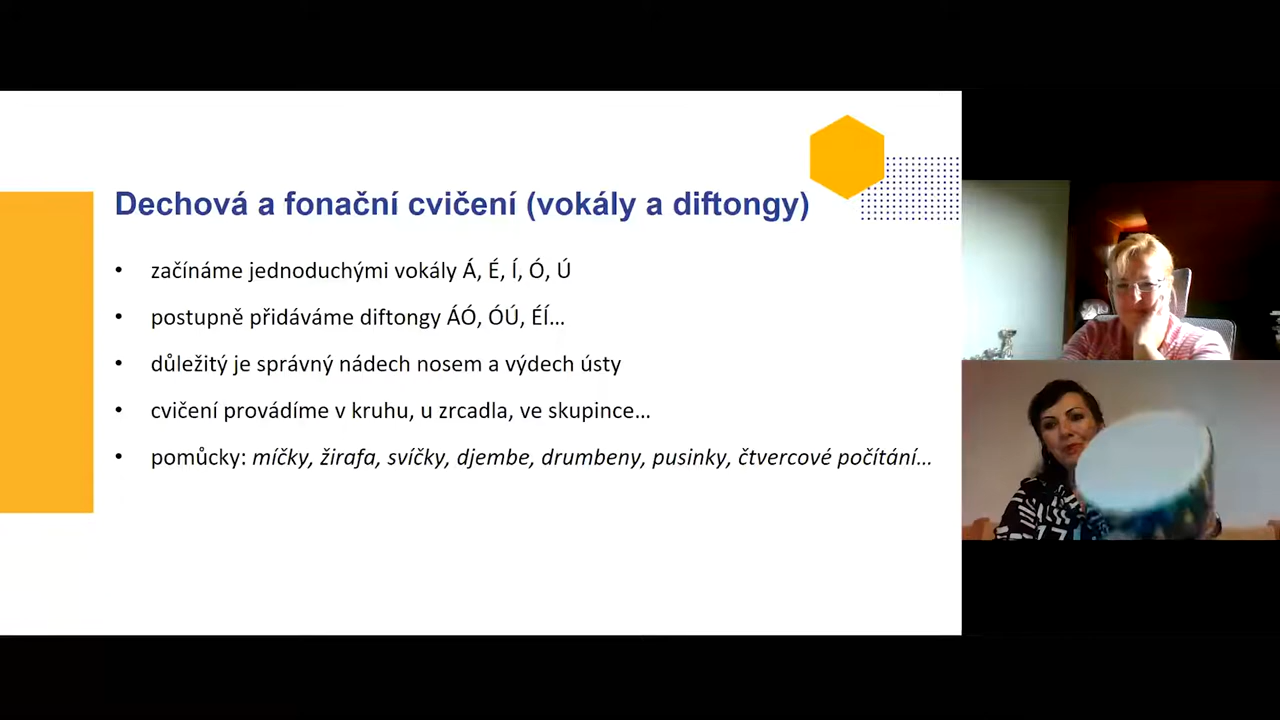 Dechová a fonační cvičení (vokály a diftongy)
• začínáme jednoduchými vokály Á, É, Í, Ó, Ú
• postupně přidáváme diftongy ÁÓ, ÓÚ, ÉÍ…
• důležitý je správný nádech nosem a výdech ústy
• cvičení provádíme v kruhu, u zrcadla, ve skupince…
• pomůcky: míčky, žirafa, svíčky, djembe, drumbeny, pusinky, čtvercové počítání…